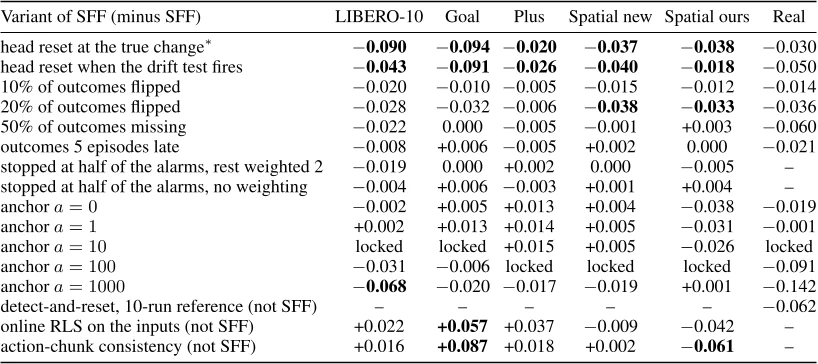 Variant of SFF (minus SFF) LIBERO-10 Goal Plus Spatial new Spatial ours Real
head reset at the true change* −0.090 −0.094 −0.020 −0.037 −0.038 −0.030
head reset when the drift test fires −0.043 −0.091 −0.026 −0.040 −0.018 −0.050
10% of outcomes flipped −0.020 −0.010 −0.005 −0.015 −0.012 −0.014
20% of outcomes flipped −0.028 −0.032 −0.006 −0.038 −0.033 −0.036
50% of outcomes missing −0.022 0.000 −0.005 −0.001 +0.003 −0.060
outcomes 5 episodes late −0.008 +0.006 −0.005 +0.002 0.000 −0.021
stopped at half of the alarms, rest weighted 2 −0.019 0.000 +0.002 0.000 −0.005 –
stopped at half of the alarms, no weighting −0.004 +0.006 −0.003 +0.001 +0.004 –
anchor a = 0 −0.002 +0.005 +0.013 +0.004 −0.038 −0.019
anchor a = 1 +0.002 +0.013 +0.014 +0.005 −0.031 −0.001
anchor a = 10 locked locked +0.015 +0.005 −0.026 locked
anchor a = 100 −0.031 −0.006 locked locked locked −0.091
anchor a = 1000 −0.068 −0.020 −0.017 −0.019 +0.001 −0.142
detect-and-reset, 10-run reference (not SFF) – – – – – −0.062
online RLS on the inputs (not SFF) +0.022 +0.057 +0.037 −0.009 −0.042 –
action-chunk consistency (not SFF) +0.016 +0.087 +0.018 +0.002 −0.061 –